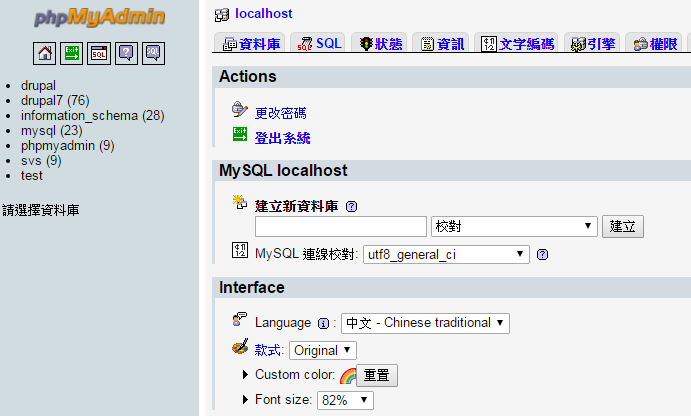 phpMyAdmin
EXIT SQL ? SQL
drupal
drupal7 (76)
information_schema (28)
mysql (23)
phpmyadmin (9)
svs (9)
test
請選擇資料庫
localhost
資料庫 SQL 狀態 資訊 文字編碼 引擎 權限
Actions
更改密碼
登出系統
MySQL localhost
建立新資料庫 ?
校對 建立
MySQL 連線校對: utf8_general_ci ?
Interface
Language i : 中文 - Chinese traditional
款式: Original
Custom color: 重置
Font size: 82%